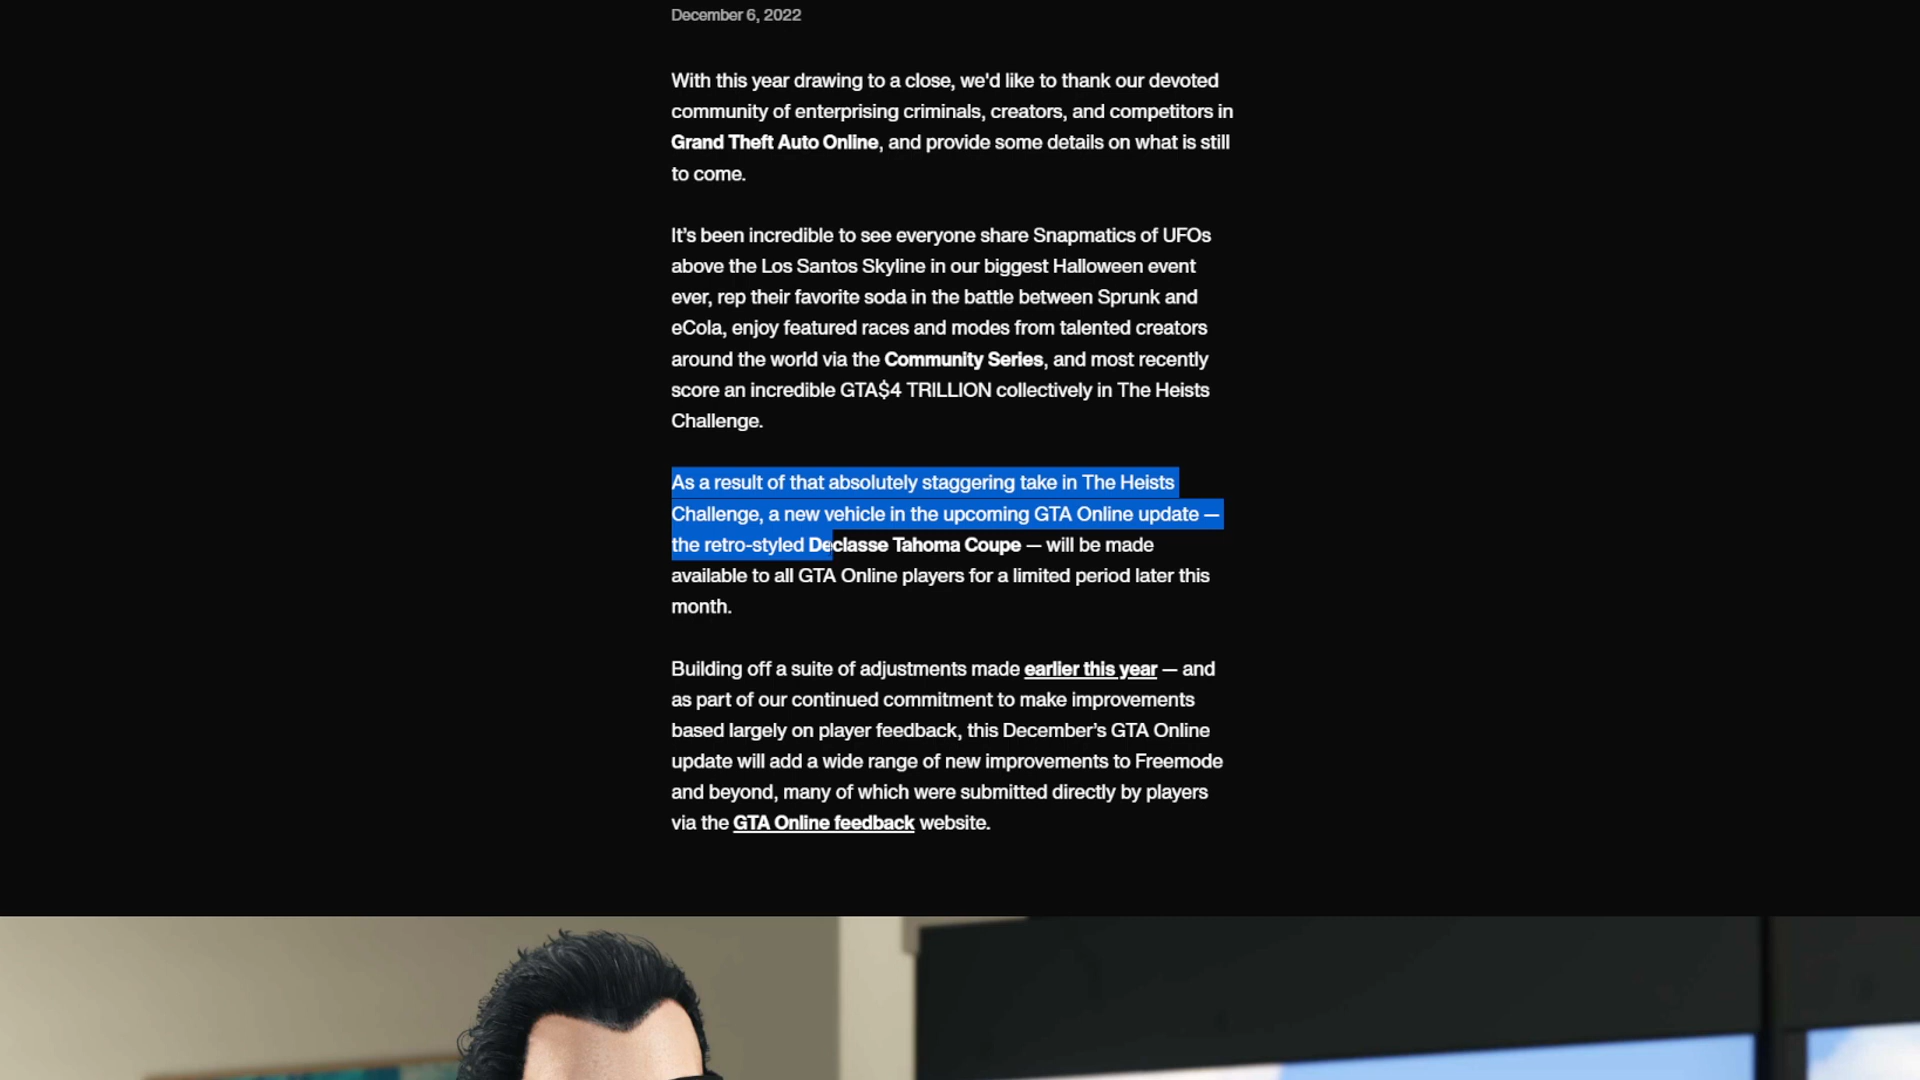 December 6, 2022
With this year drawing to a close, we'd like to thank our devoted
community of enterprising criminals, creators, and competitors in
Grand Theft Auto Online, and provide some details on what is still
to come.
It’s been incredible to see everyone share Snapmatics of UFOs
above the Los Santos Skyline in our biggest Halloween event
ever, rep their favorite soda in the battle between Sprunk and
eCola, enjoy featured races and modes from talented creators
around the world via the Community Series, and most recently
score an incredible GTA$4 TRILLION collectively in The Heists
Challenge.
As a result of that absolutely staggering take in The Heists
Challenge, a new vehicle in the upcoming GTA Online update —
the retro-styled Declasse Tahoma Coupe — will be made
available to all GTA Online players for a limited period later this
month.
Building off a suite of adjustments made earlier this year — and
as part of our continued commitment to make improvements
based largely on player feedback, this December’s GTA Online
update will add a wide range of new improvements to Freemode
and beyond, many of which were submitted directly by players
via the GTA Online feedback website.